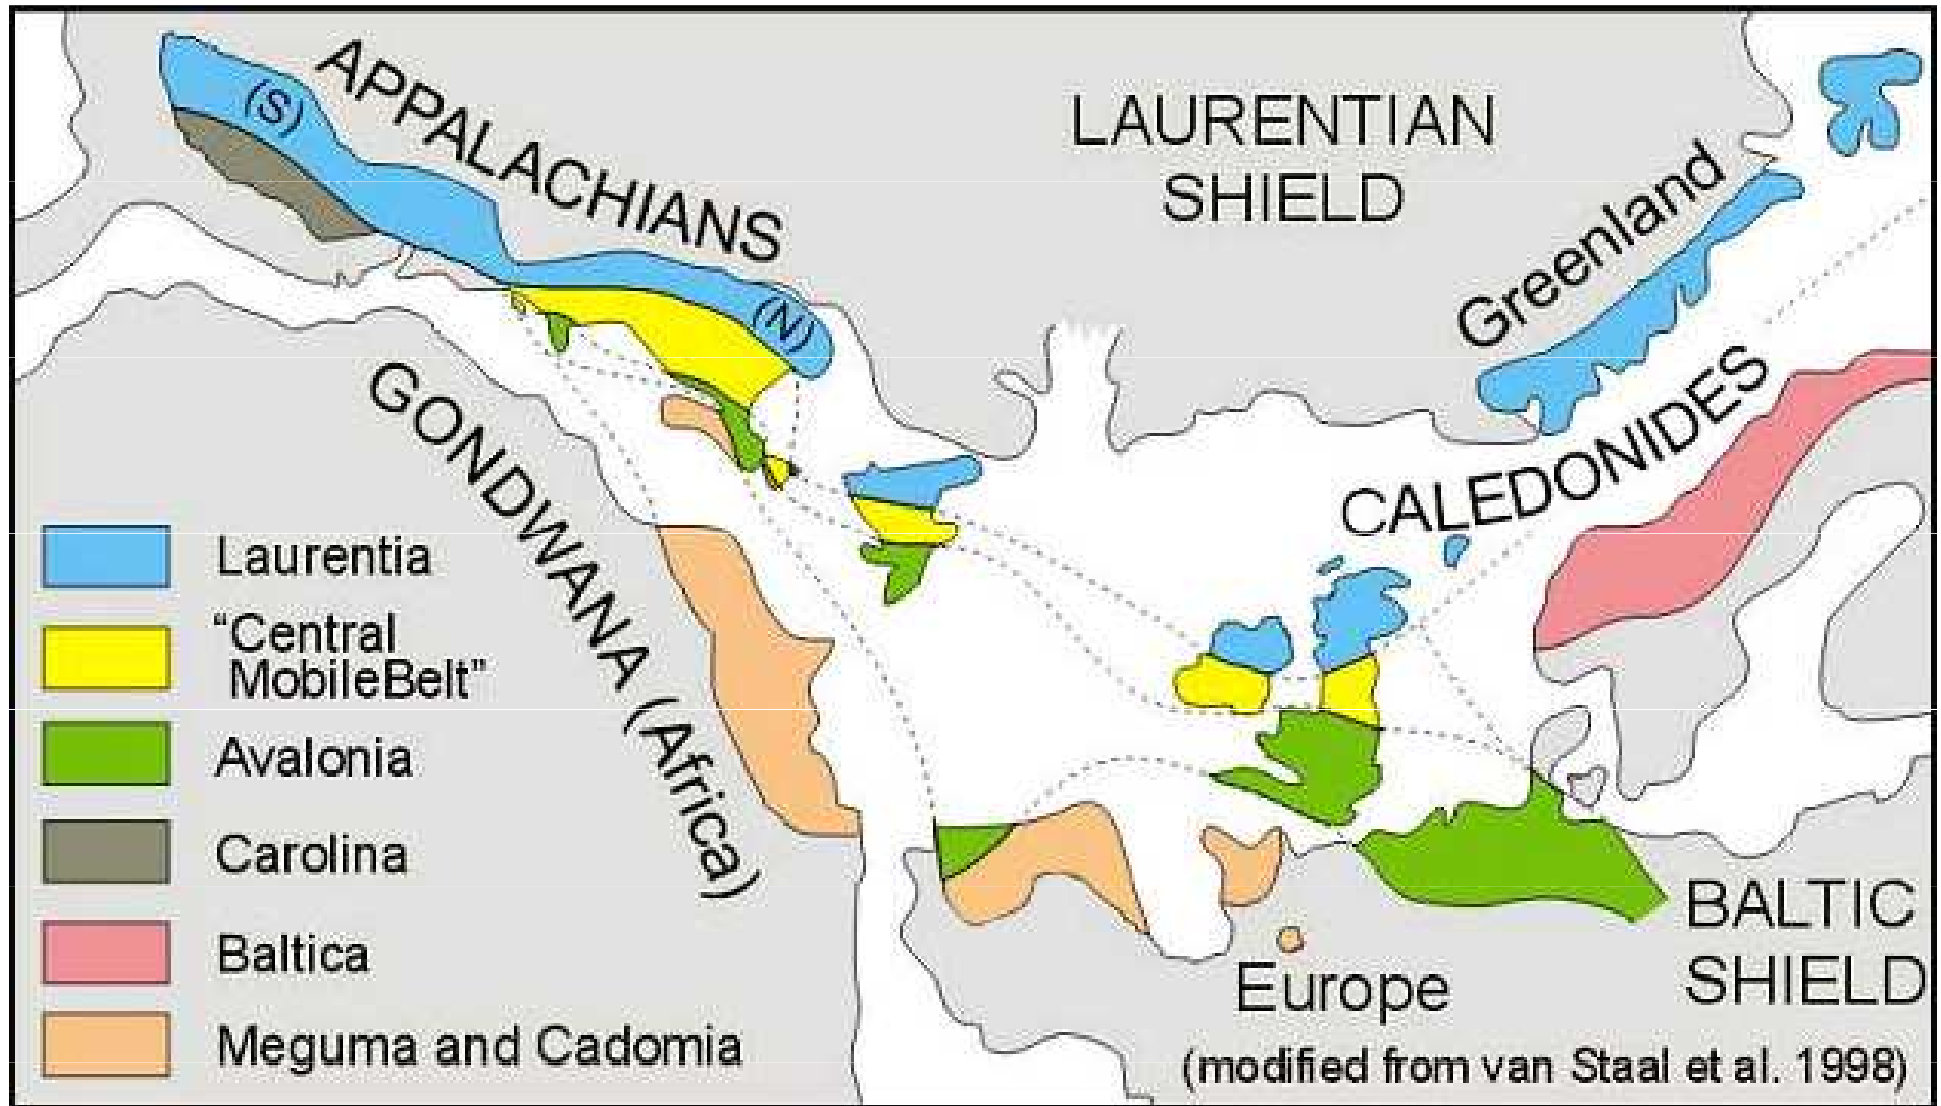 APPALACHIANS
(S)
(N)
LAURENTIAN
SHIELD
Greenland
CALEDONIDES
GONDWANA (Africa)
Laurentia
“Central
MobileBelt”
Avalonia
Carolina
Baltica
Meguma and Cadomia
BALTIC
SHIELD
Europe
(modified from van Staal et al. 1998)